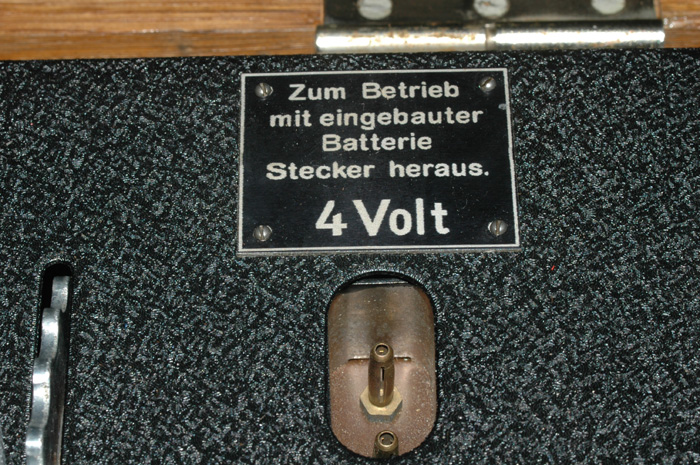 Zum Betrieb
mit eingebauter
Batterie
Stecker heraus.
4 Volt